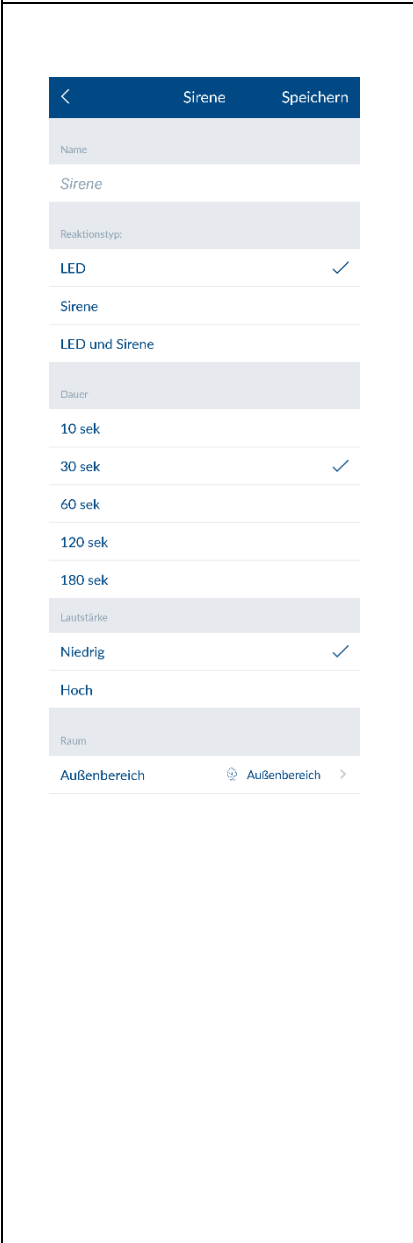 Sirene Speichern
Name
Sirene
Reaktionstyp:
LED
Sirene
LED und Sirene
Dauer
10 sek
30 sek
60 sek
120 sek
180 sek
Lautstärke
Niedrig
Hoch
Raum
Außenbereich Außenbereich